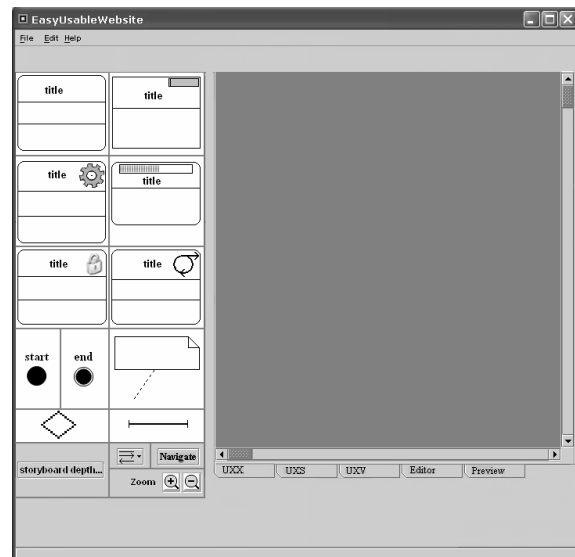 EasyUsableWebsite
File Edit Help
title
title
title
title
title
title
start
end
storyboard depth...
Navigate
Zoom
UXX
UXS
UXV
Editor
Preview